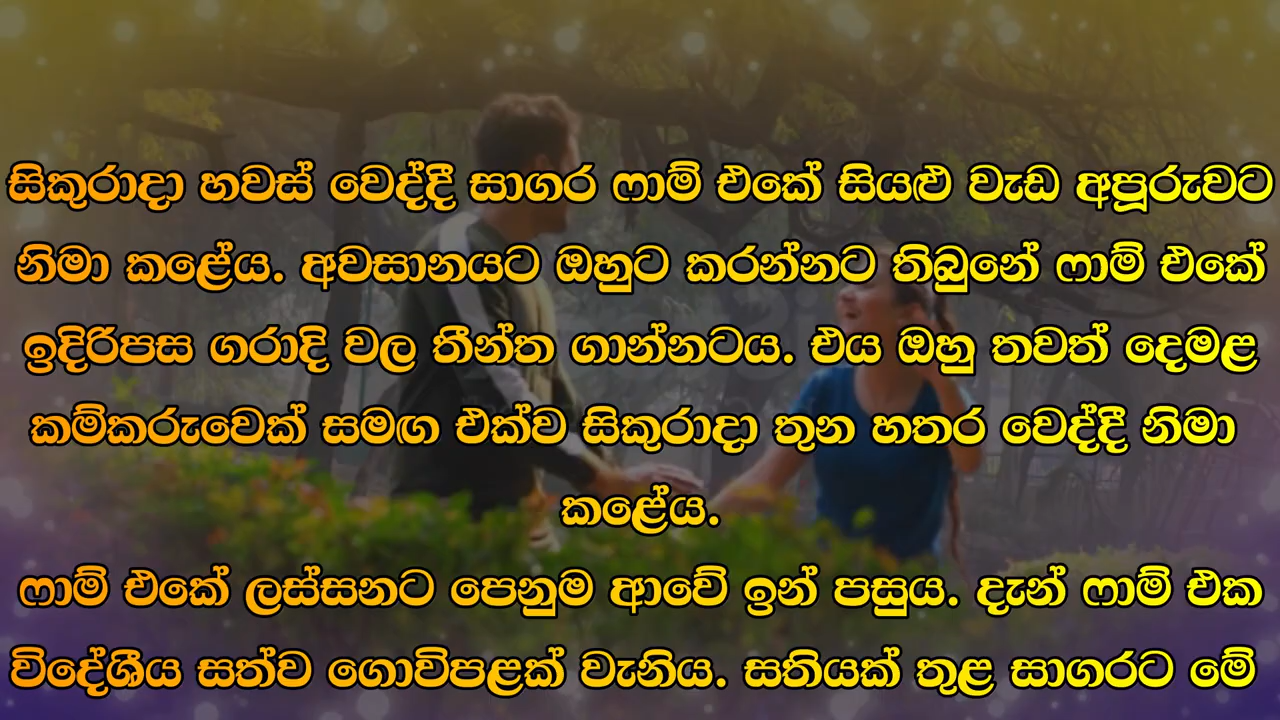 සිකුරාදා හවස් වෙද්දී සාගර ෆාම් එකේ සියළු වැඩ අපූරුවට
නිමා කළේය. අවසානයට ඔහුට කරන්නට තිබුනේ ෆාම් එකේ
ඉදිරිපස ගරාදි වල තීන්ත ගාන්නටය. එය ඔහු තවත් දෙමළ
කම්කරුවෙක් සමඟ එක්ව සිකුරාදා තුන හතර වෙද්දී නිමා
කළේය.
ෆාම් එකේ ලස්සනට පෙනුම ආවේ ඉන් පසුය. දැන් ෆාම් එක
විදේශීය සත්ව ගොවිපළක් වැනිය. සතියක් තුළ සාගරට මේ